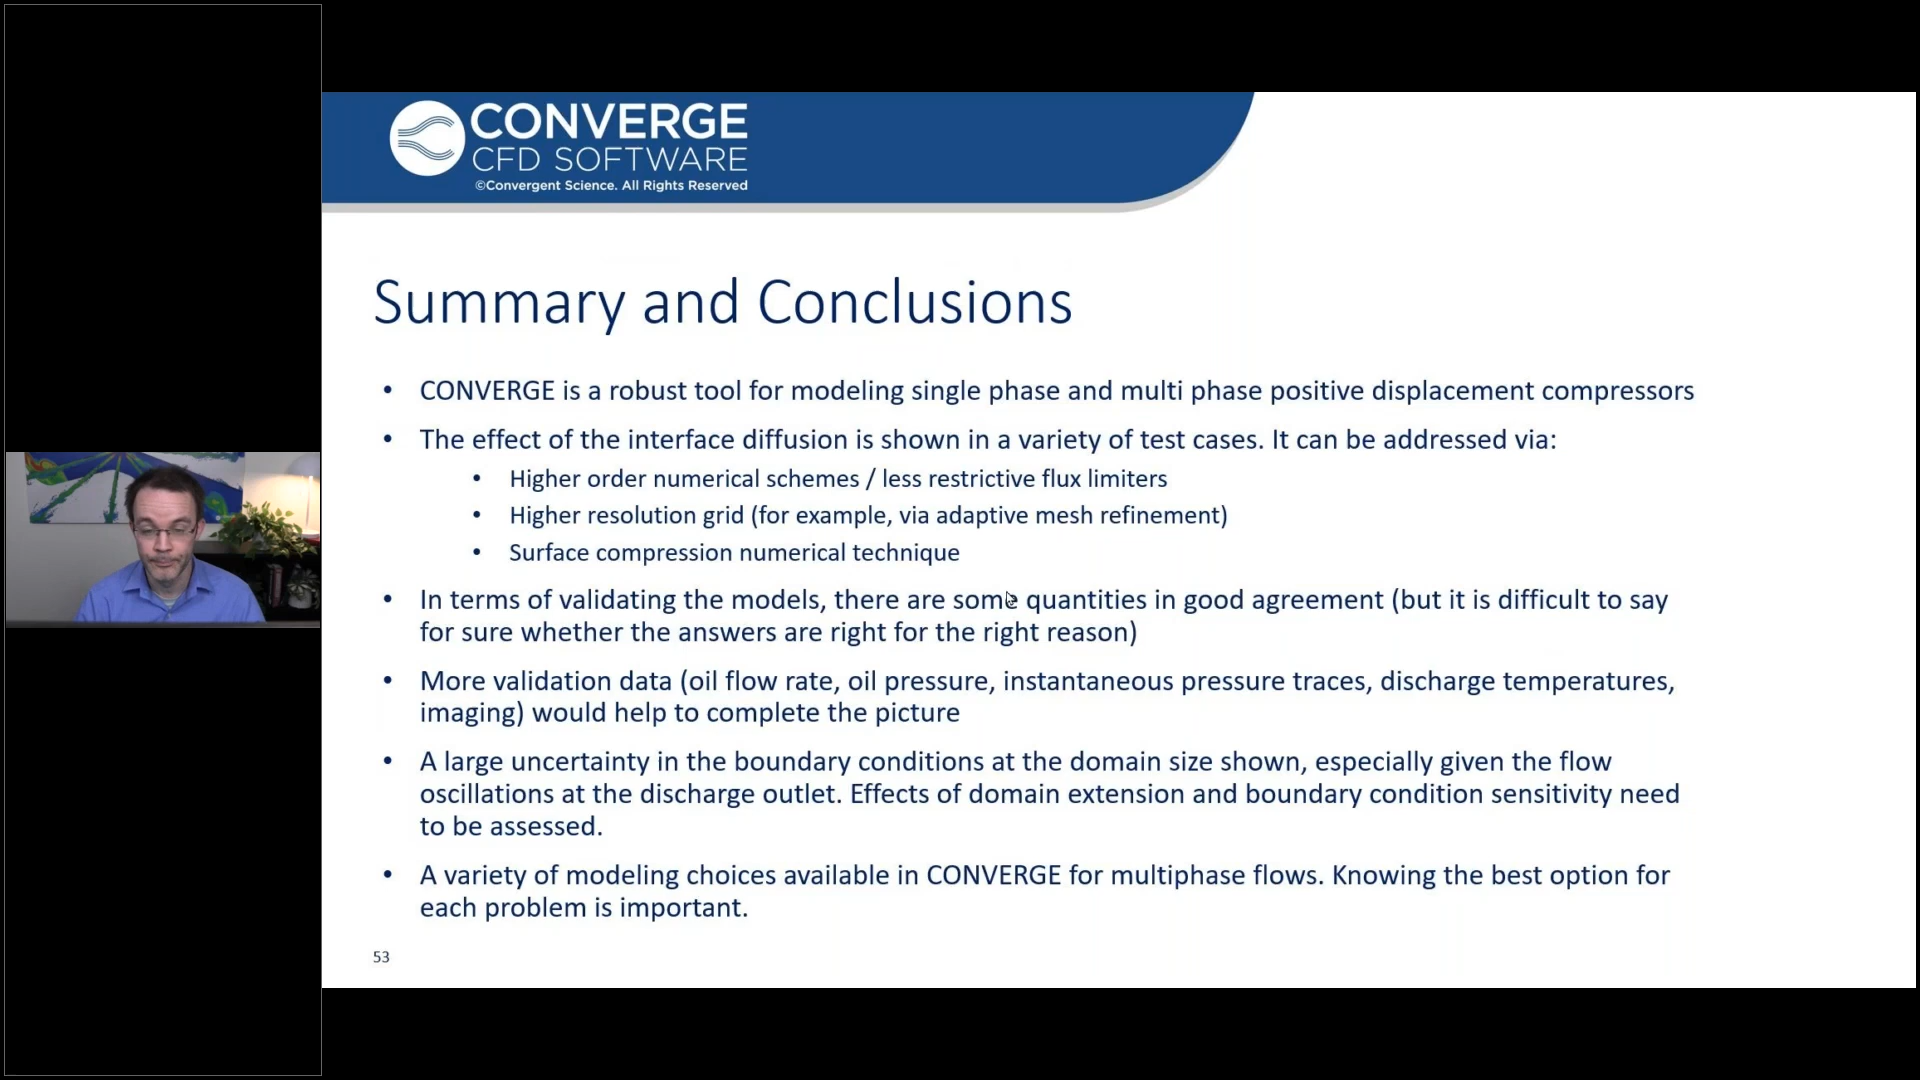 CONVERGE
CFD SOFTWARE
©Convergent Science. All Rights Reserved
Summary and Conclusions
• CONVERGE is a robust tool for modeling single phase and multi phase positive displacement compressors
• The effect of the interface diffusion is shown in a variety of test cases. It can be addressed via:
• Higher order numerical schemes / less restrictive flux limiters
• Higher resolution grid (for example, via adaptive mesh refinement)
• Surface compression numerical technique
• In terms of validating the models, there are some quantities in good agreement (but it is difficult to say
for sure whether the answers are right for the right reason)
• More validation data (oil flow rate, oil pressure, instantaneous pressure traces, discharge temperatures,
imaging) would help to complete the picture
• A large uncertainty in the boundary conditions at the domain size shown, especially given the flow
oscillations at the discharge outlet. Effects of domain extension and boundary condition sensitivity need
to be assessed.
• A variety of modeling choices available in CONVERGE for multiphase flows. Knowing the best option for
each problem is important.
53